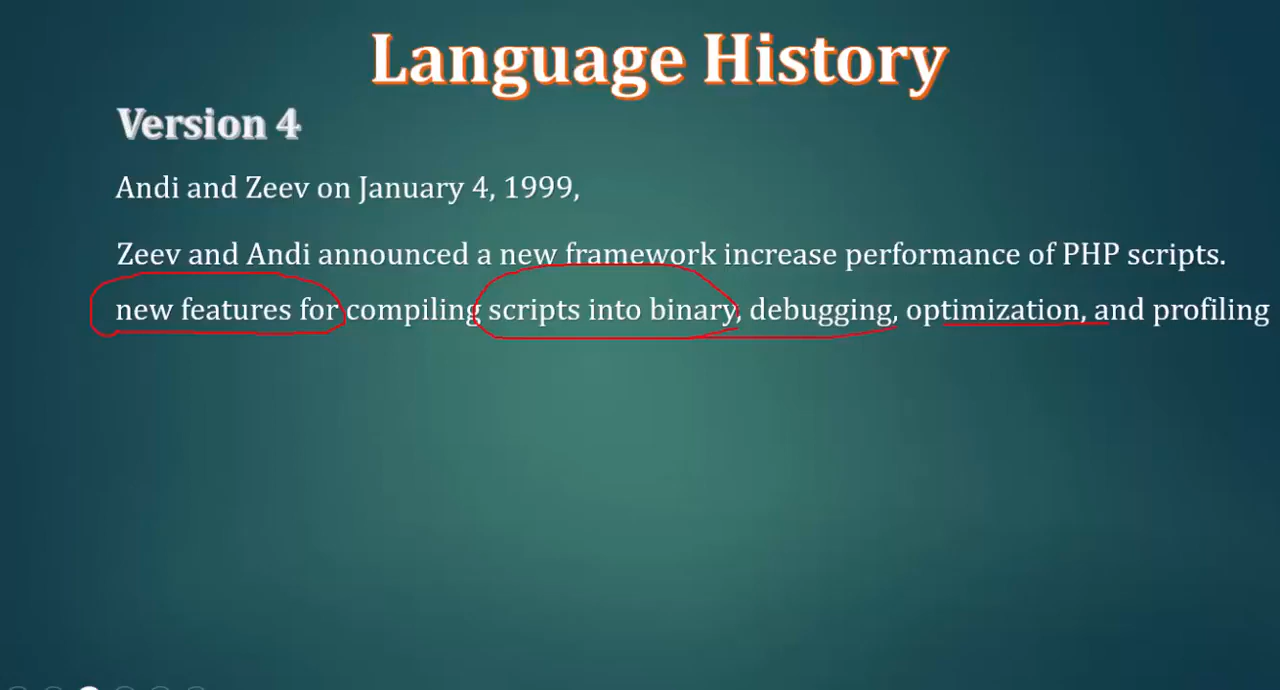 Language History
Version 4
Andi and Zeev on January 4, 1999,
Zeev and Andi announced a new framework increase performance of PHP scripts.
new features for compiling scripts into binary, debugging, optimization, and profiling